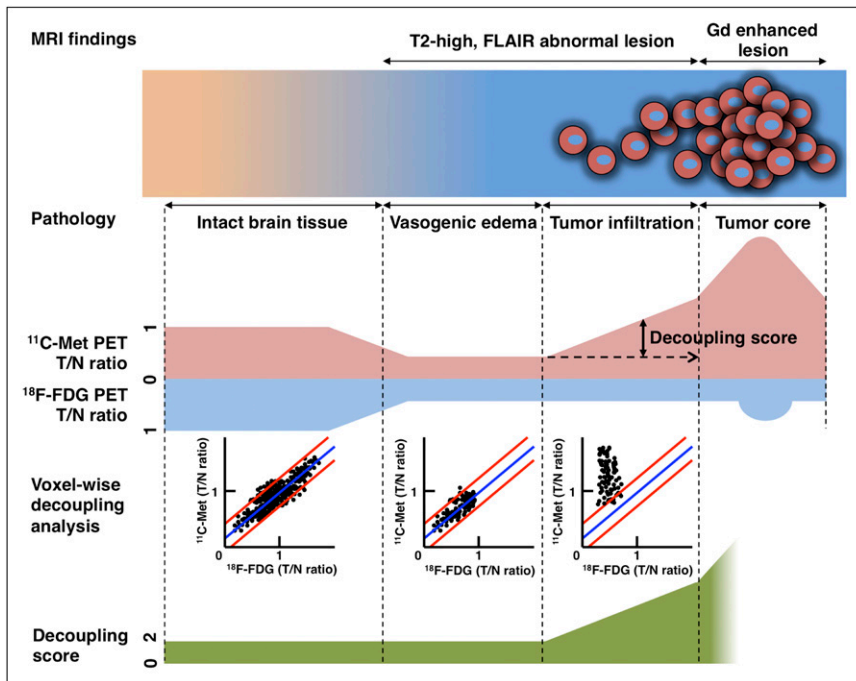 MRI findings
T2-high, FLAIR abnormal lesion
Gd enhanced
lesion
Pathology
Intact brain tissue
Vasogenic edema
Tumor infiltration
Tumor core
¹¹C-Met PET
T/N ratio
1
0
Decoupling score
¹⁸F-FDG PET
T/N ratio
1
Voxel-wise
decoupling
analysis
¹¹C-Met (T/N ratio)
1
0
1
¹⁸F-FDG (T/N ratio)
¹¹C-Met (T/N ratio)
1
0
1
¹⁸F-FDG (T/N ratio)
¹¹C-Met (T/N ratio)
1
0
1
¹⁸F-FDG (T/N ratio)
Decoupling
score
2
0